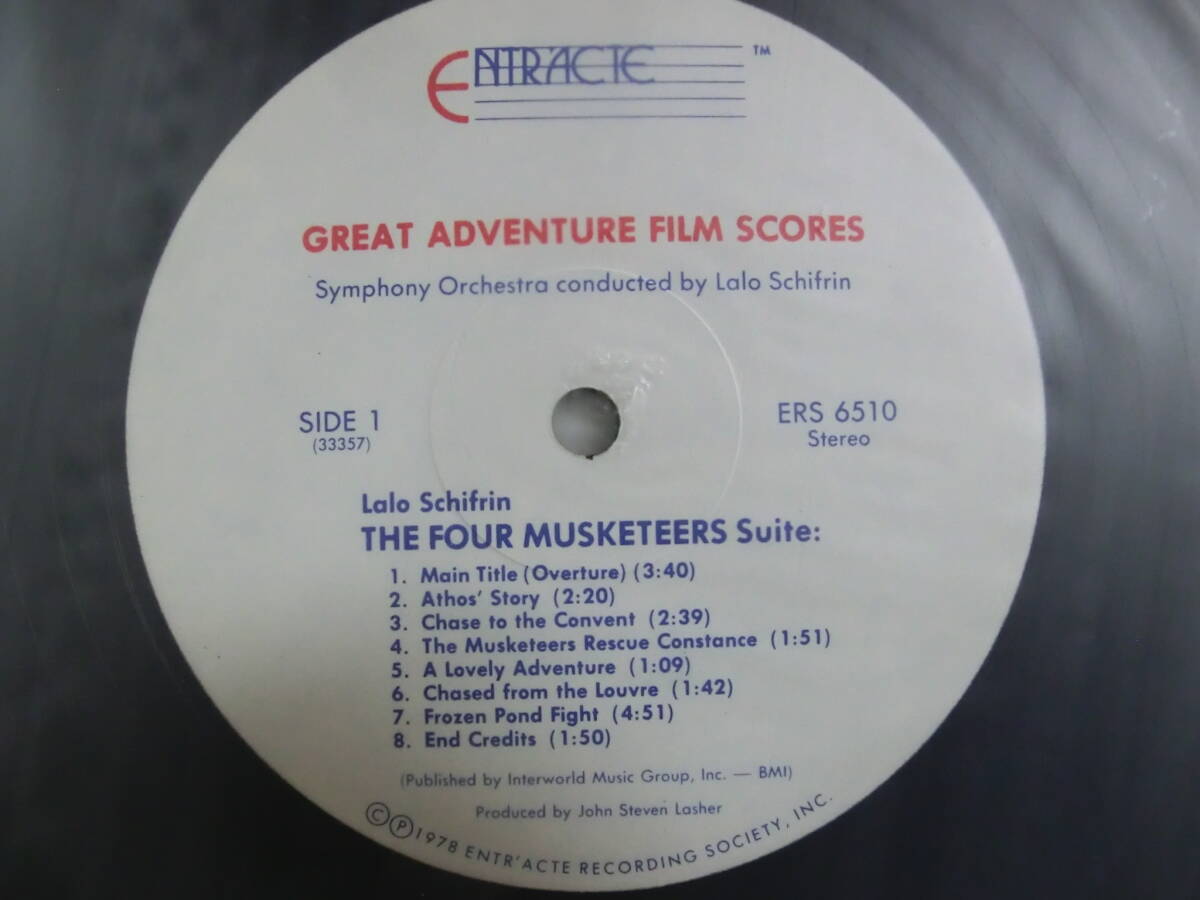 ENTR'ACTE ™
GREAT ADVENTURE FILM SCORES
Symphony Orchestra conducted by Lalo Schifrin
SIDE 1
(33357)
ERS 6510
Stereo
Lalo Schifrin
THE FOUR MUSKETEERS Suite:
1. Main Title (Overture) (3:40)
2. Athos' Story (2:20)
3. Chase to the Convent (2:39)
4. The Musketeers Rescue Constance (1:51)
5. A Lovely Adventure (1:09)
6. Chased from the Louvre (1:42)
7. Frozen Pond Fight (4:51)
8. End Credits (1:50)
(Published by Interworld Music Group, Inc. — BMI)
Produced by John Steven Lasher
©℗1978 ENTR'ACTE RECORDING SOCIETY, INC.